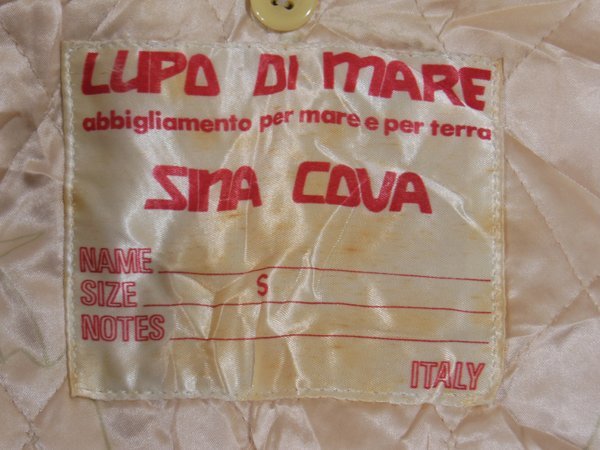 LUPO DI MARE
abbigliamento per mare e per terra
SINA COVA
NAME
SIZE S
NOTES
ITALY